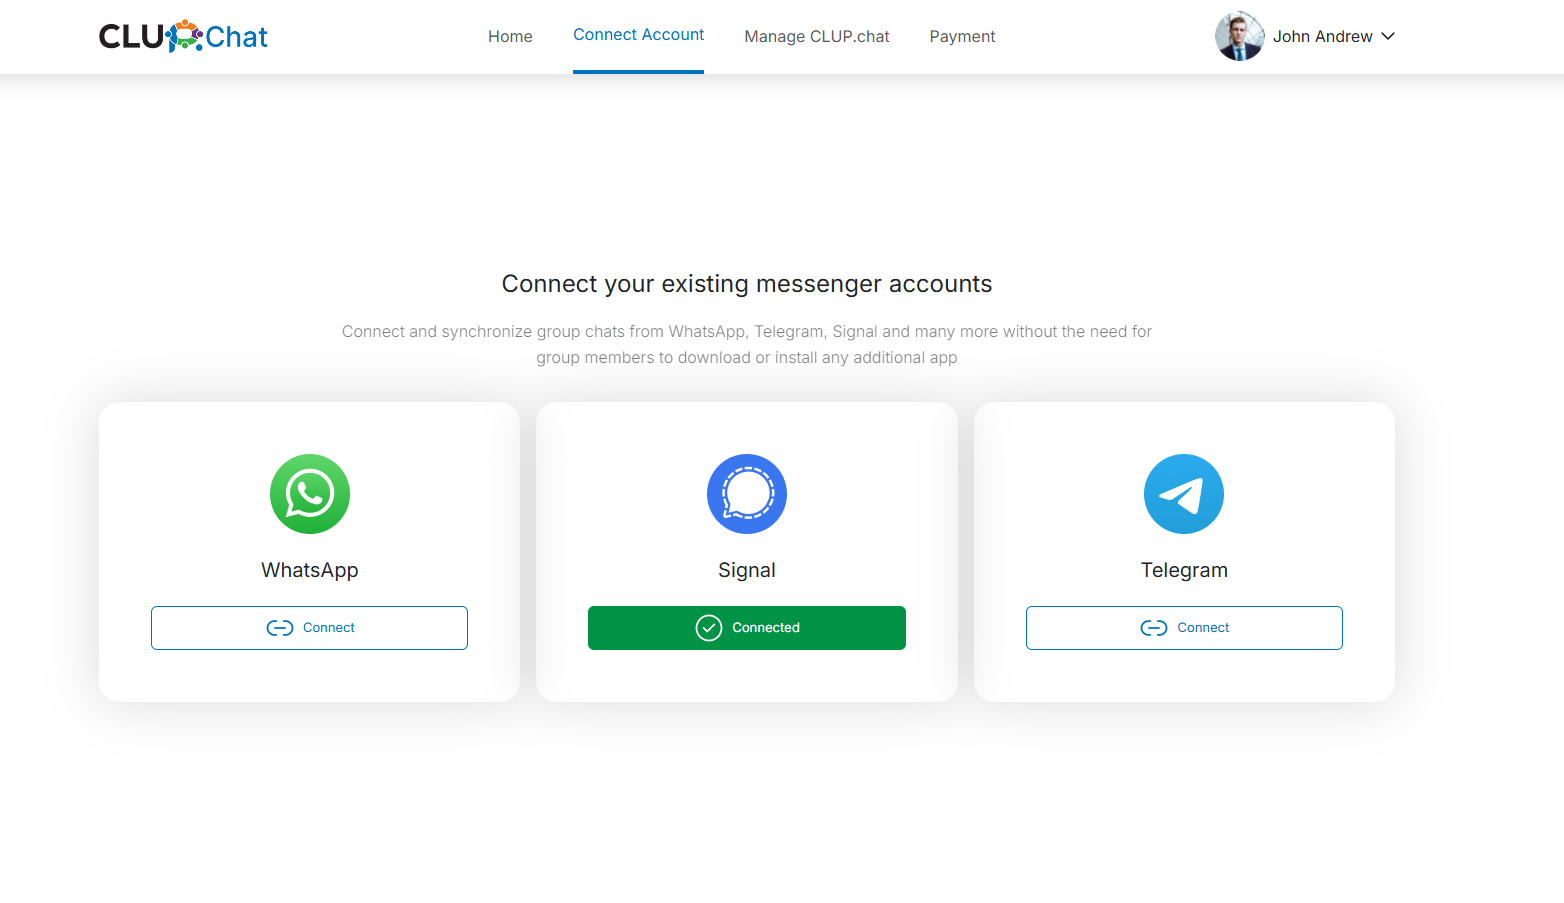 CLUP.Chat
Home
Connect Account
Manage CLUP.chat
Payment
John Andrew
Connect your existing messenger accounts
Connect and synchronize group chats from WhatsApp, Telegram, Signal and many more without the need for
group members to download or install any additional app
WhatsApp
Connect
Signal
Connected
Telegram
Connect